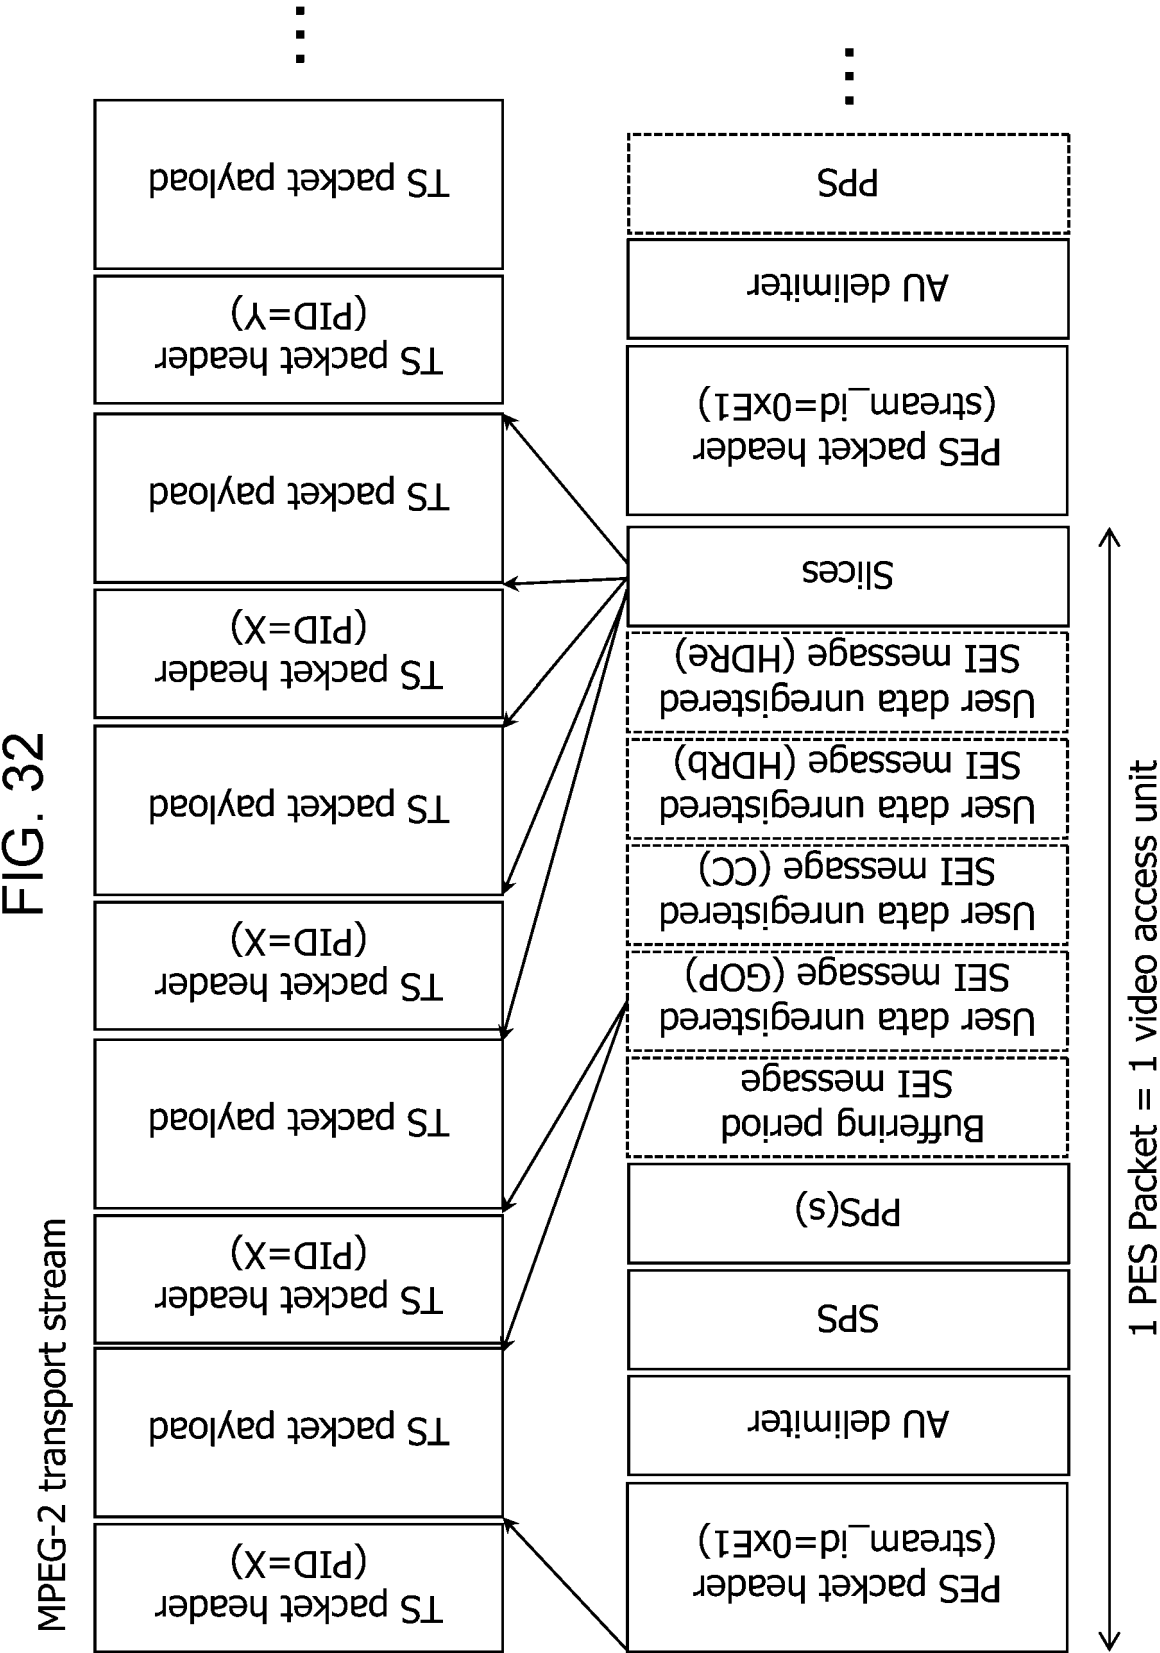 FIG. 32
MPEG-2 transport stream
TS packet header
(PID=X)
TS packet payload
TS packet header
(PID=X)
TS packet payload
TS packet header
(PID=X)
TS packet payload
TS packet header
(PID=X)
TS packet payload
TS packet header
(PID=Y)
TS packet payload
...
PES packet header
(stream_id=0xE1)
AU delimiter
SPS
PPS(s)
Buffering period
SEI message
User data unregistered
SEI message (GOP)
User data unregistered
SEI message (CC)
User data unregistered
SEI message (HDRb)
User data unregistered
SEI message (HDRe)
Slices
PES packet header
(stream_id=0xE1)
AU delimiter
PPS
...
1 PES Packet = 1 video access unit